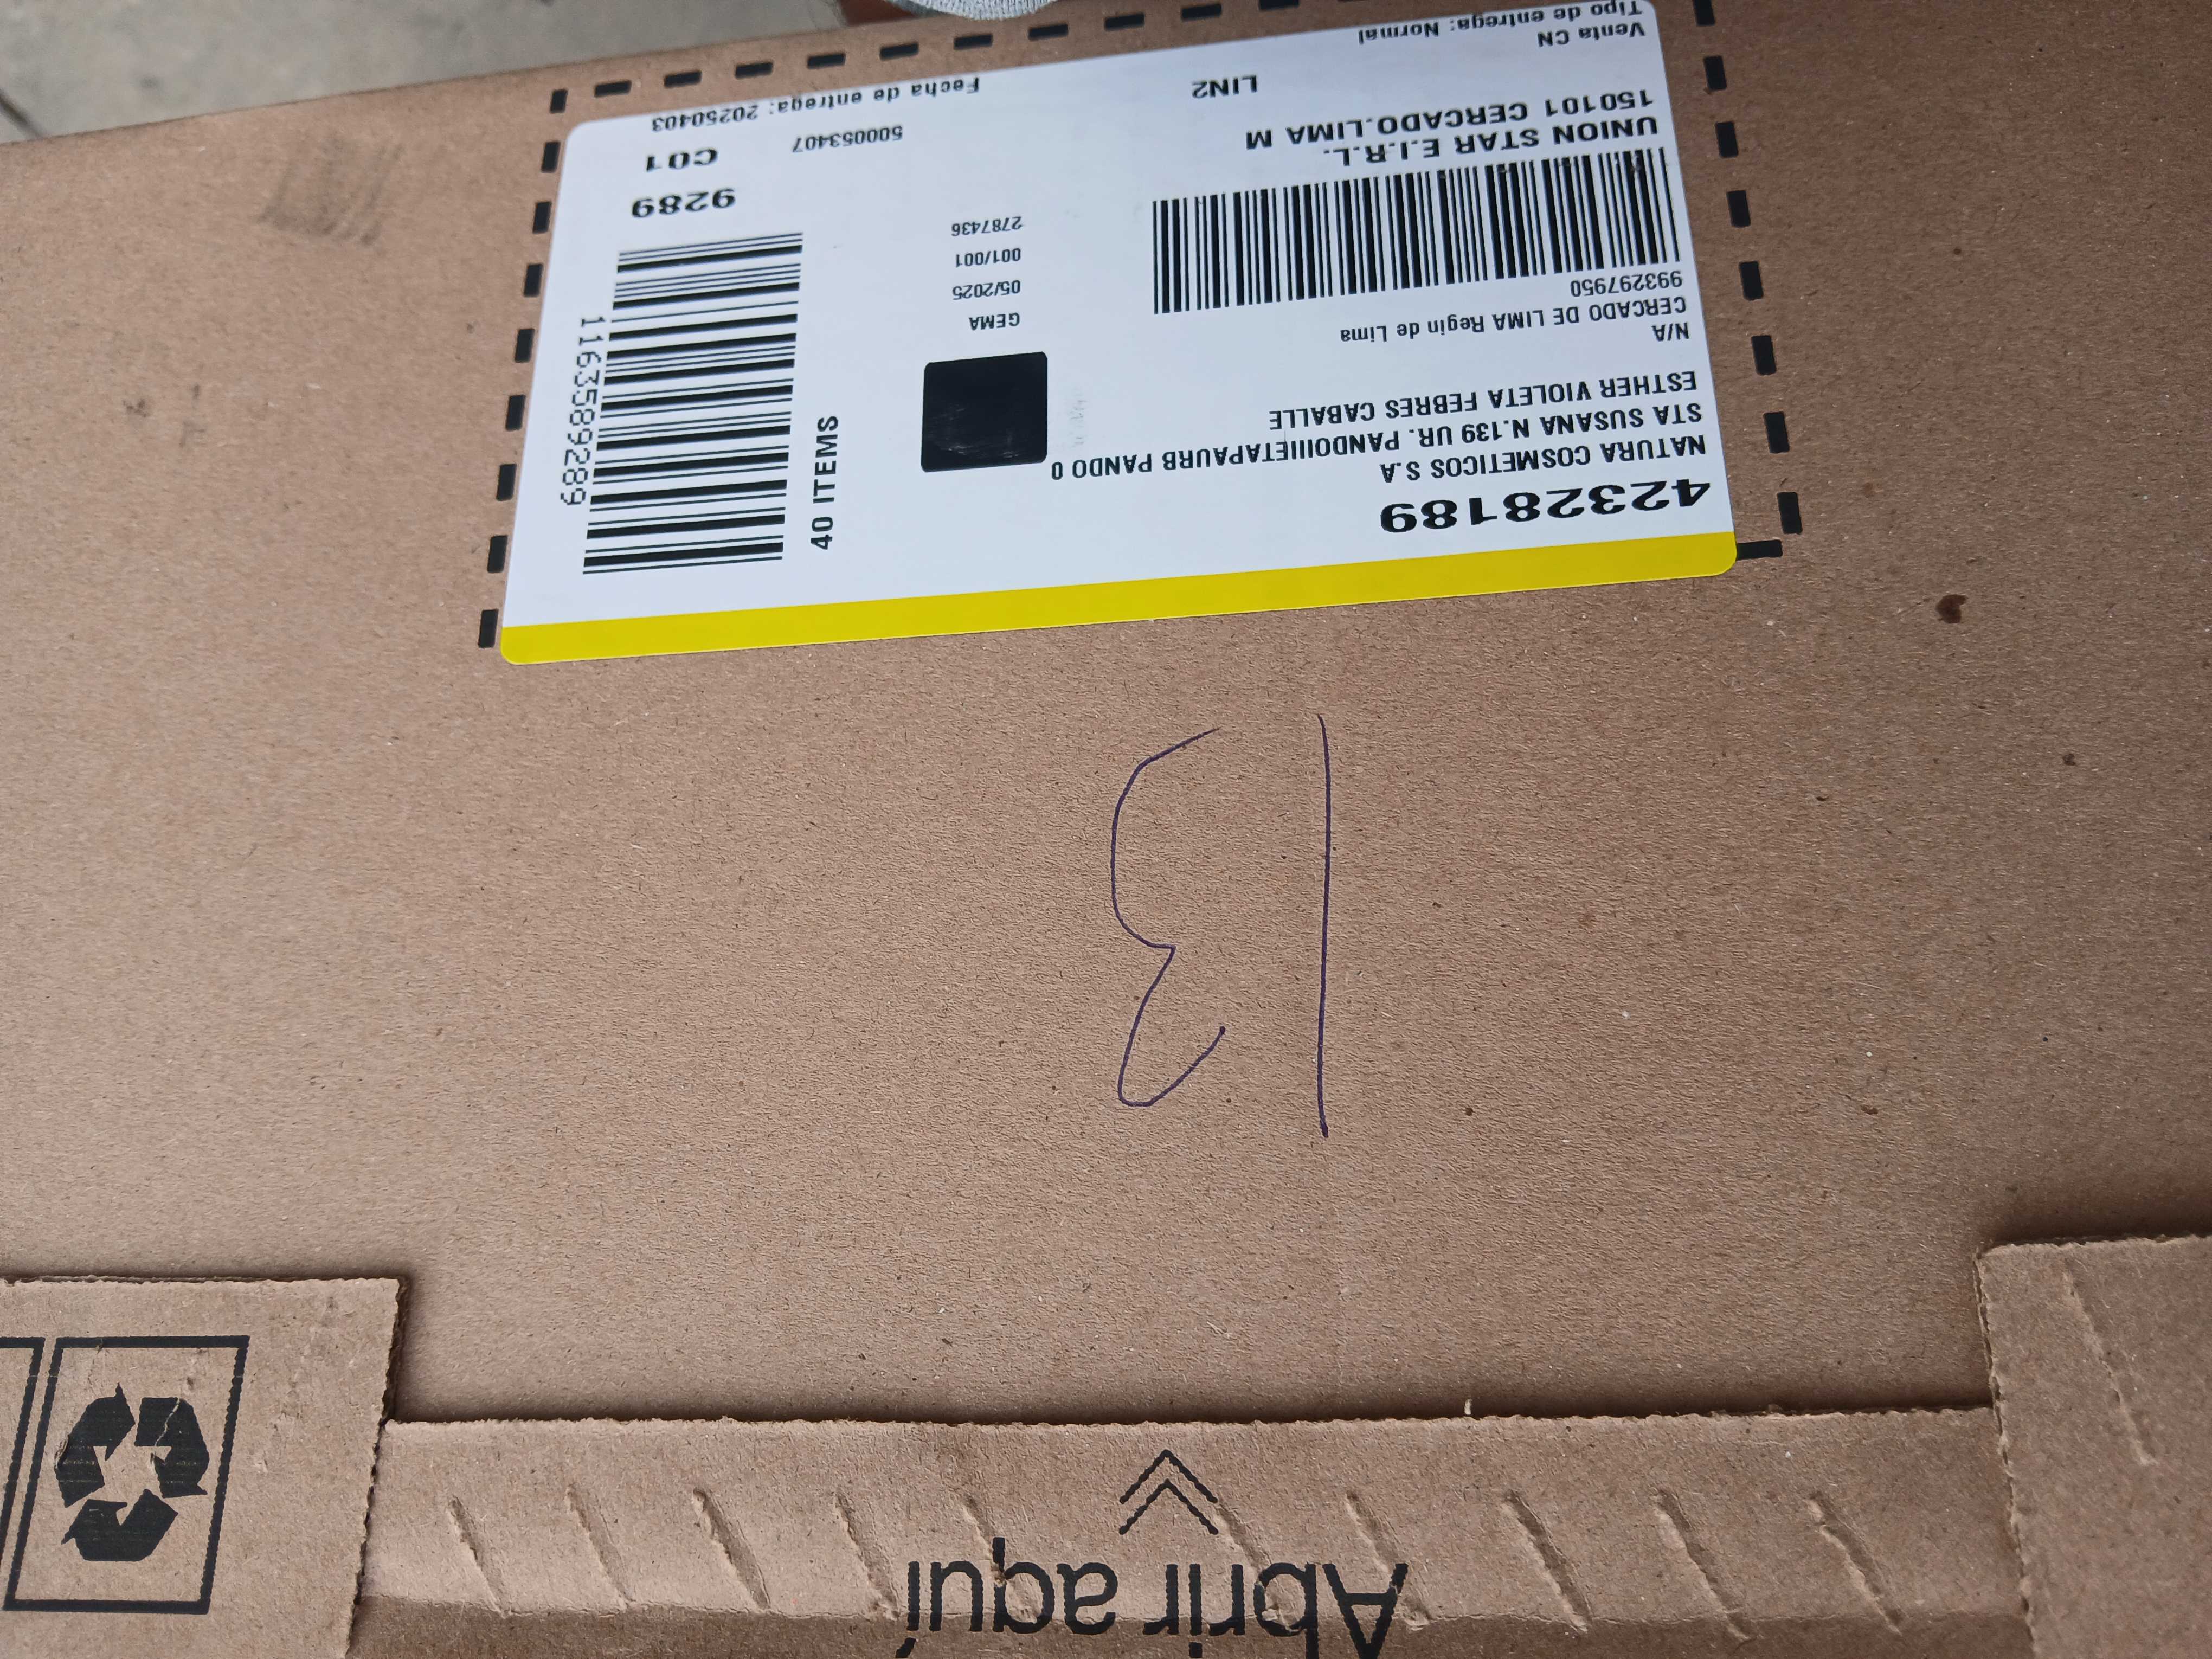 Abrir aquí
13
42328189
NATURA COSMETICOS S.A
STA SUSANA N.139 UR. PANDOIIIETAPAURB PANDO 0
ESTHER VIOLETA FEBRES CABALLE
N/A
CERCADO DE LIMA Regin de Lima
993297950
UNION STAR E.I.R.L.
150101 CERCADO.LIMA M
LIN2
Venta CN
Tipo de entrega: Normal
GEMA
05/2025
001/001
2787436
500053407
Fecha de entrega: 20250403
40 ITEMS
1163589289
9289
C01